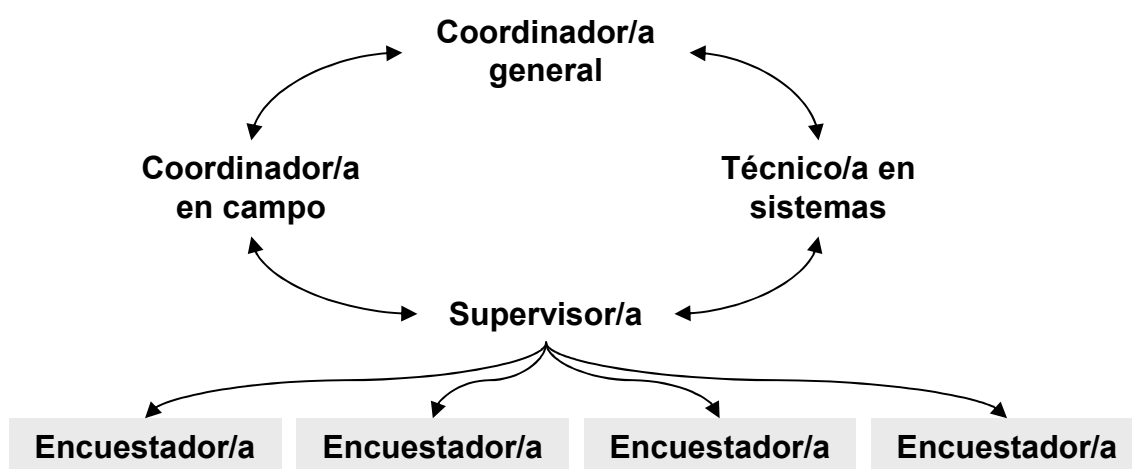 Coordinador/a
general
Coordinador/a
en campo
Técnico/a en
sistemas
Supervisor/a
Encuestador/a
Encuestador/a
Encuestador/a
Encuestador/a